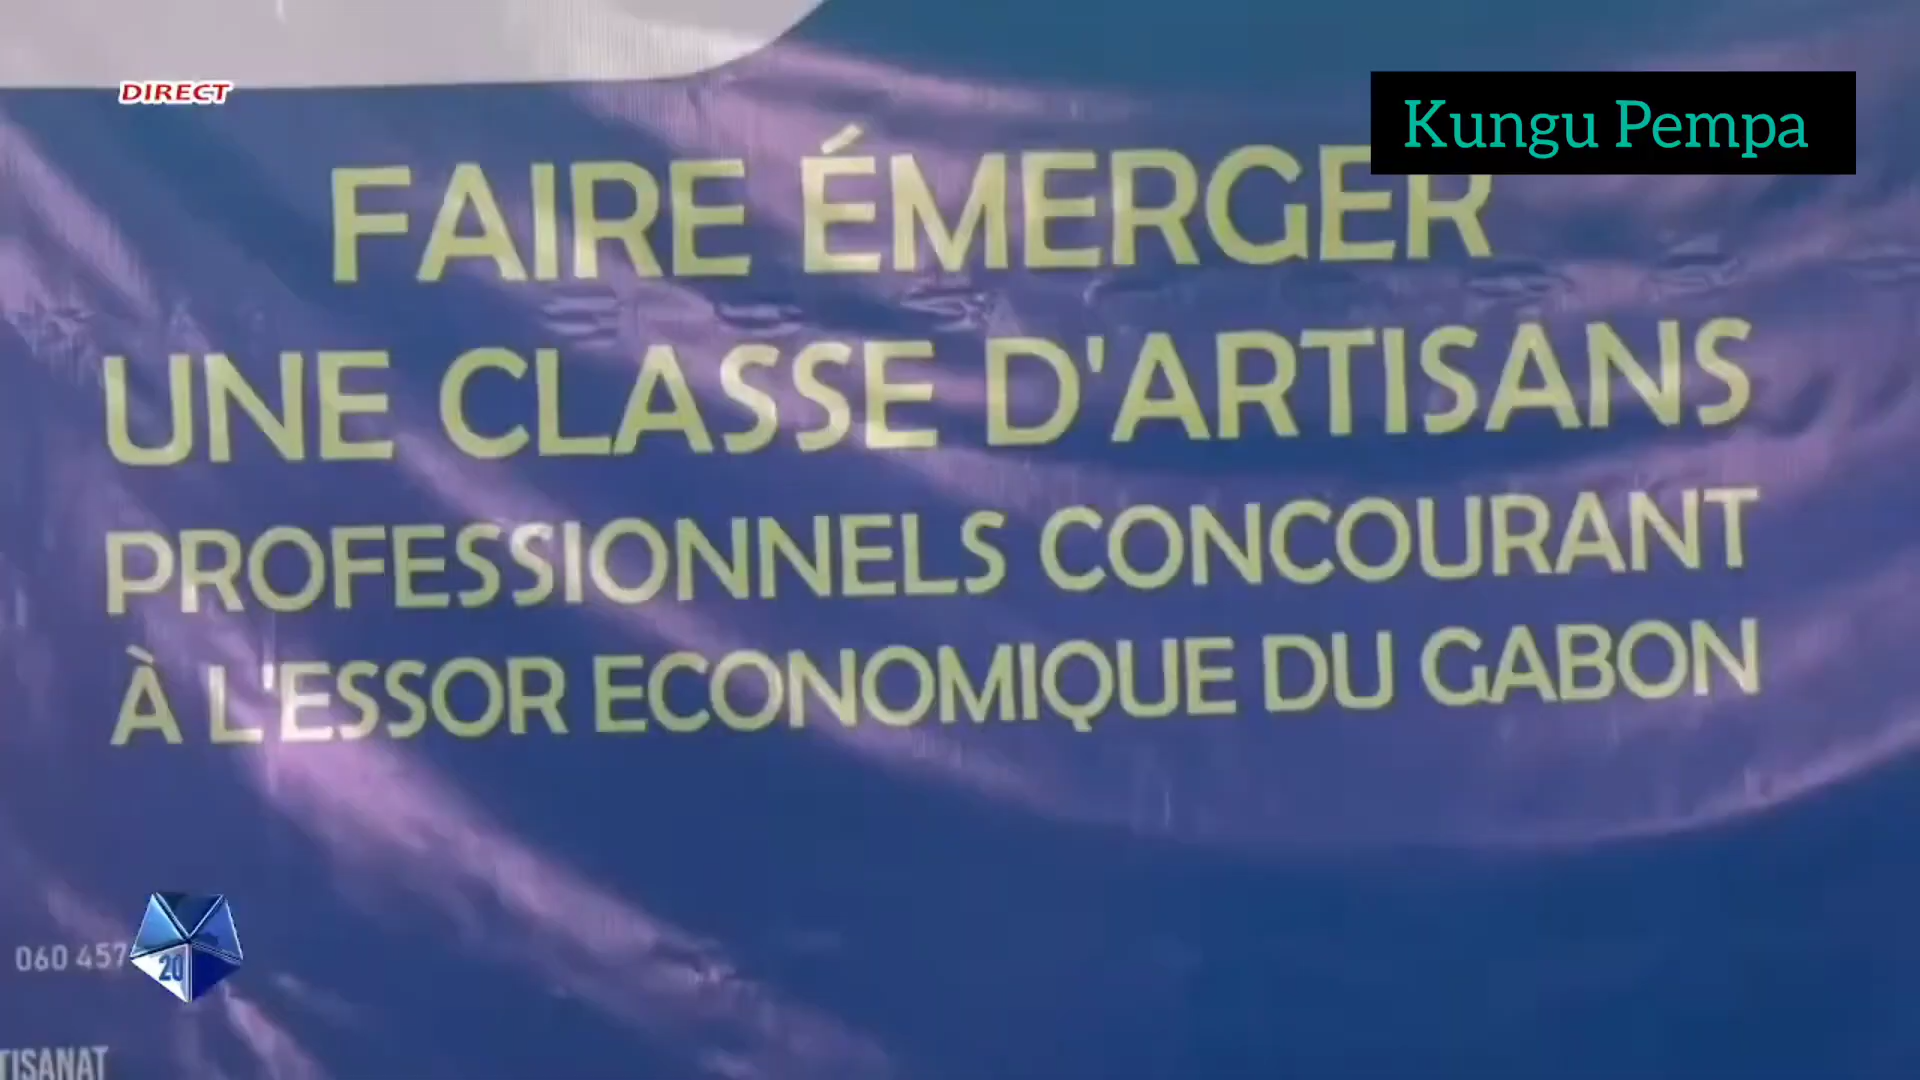 DIRECT
Kungu Pempa
FAIRE ÉMERGER
UNE CLASSE D'ARTISANS
PROFESSIONNELS CONCOURANT
À L'ESSOR ECONOMIQUE DU GABON
060 457
20
TISANAT